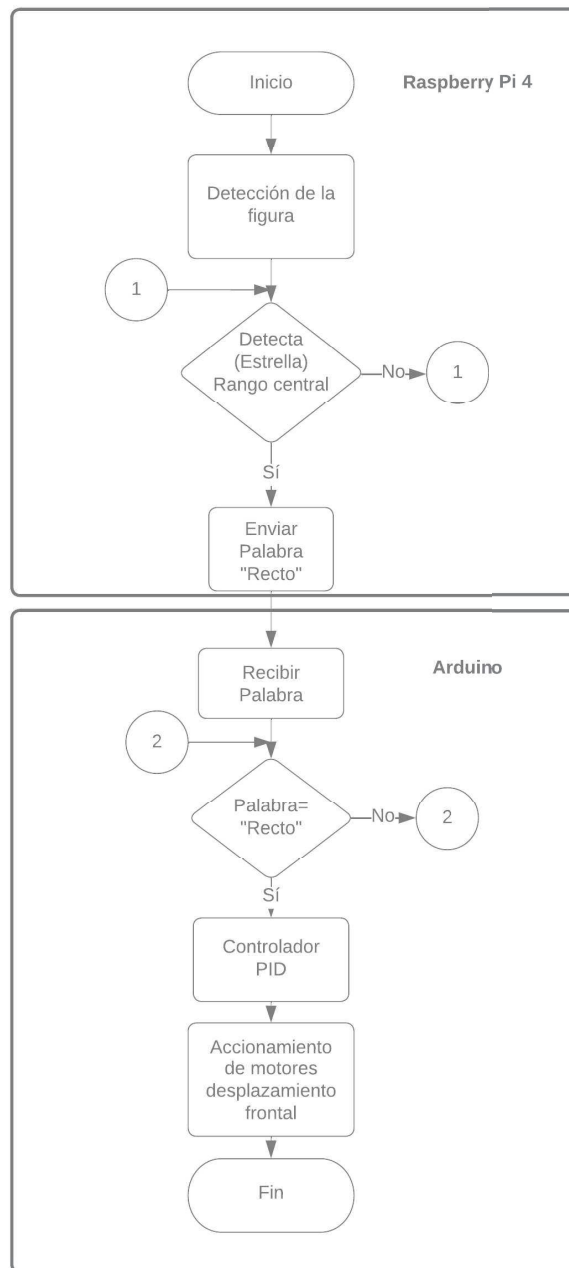 Inicio
Raspberry Pi 4
Detección de la
figura
1
Detecta
(Estrella)
Rango central
No
1
Sí
Enviar
Palabra
"Recto"
Arduino
Recibir
Palabra
2
Palabra=
"Recto"
No
2
Sí
Controlador
PID
Accionamiento
de motores
desplazamiento
frontal
Fin